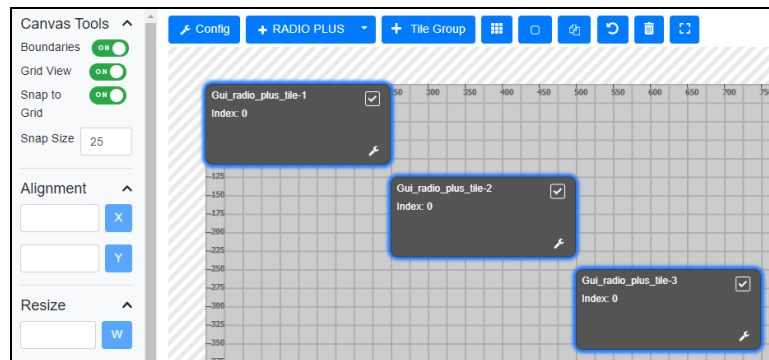 Canvas Tools
Boundaries ON
Grid View ON
Snap to Grid ON
Snap Size 25
Alignment
X
Y
Resize
W
Config
RADIO PLUS
Tile Group
300 350 400 450 500 550 600 650 700
Gui_radio_plus_tile-1
Index: 0
-125
-150
-175
-200
-225
-250
-275
-300
-325
-350
Gui_radio_plus_tile-2
Index: 0
Gui_radio_plus_tile-3
Index: 0